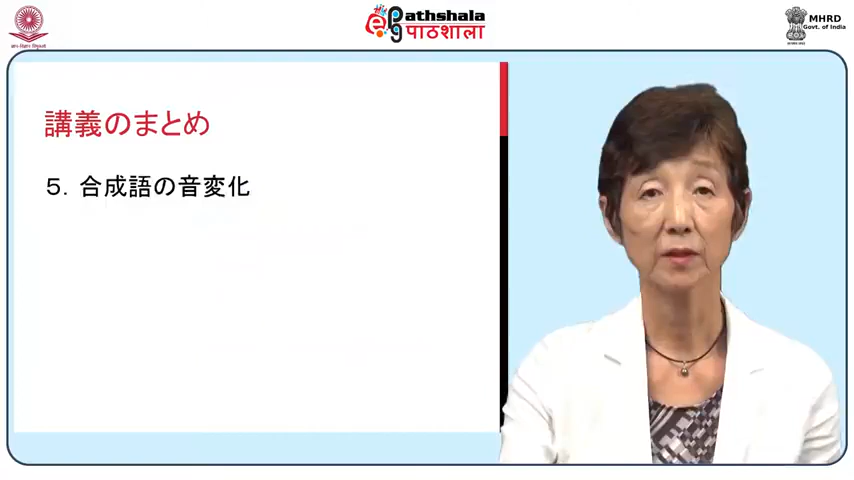 ePG Pathshala
पाठशाला
MHRD
Govt. of India
講義のまとめ
５．合成語の音変化